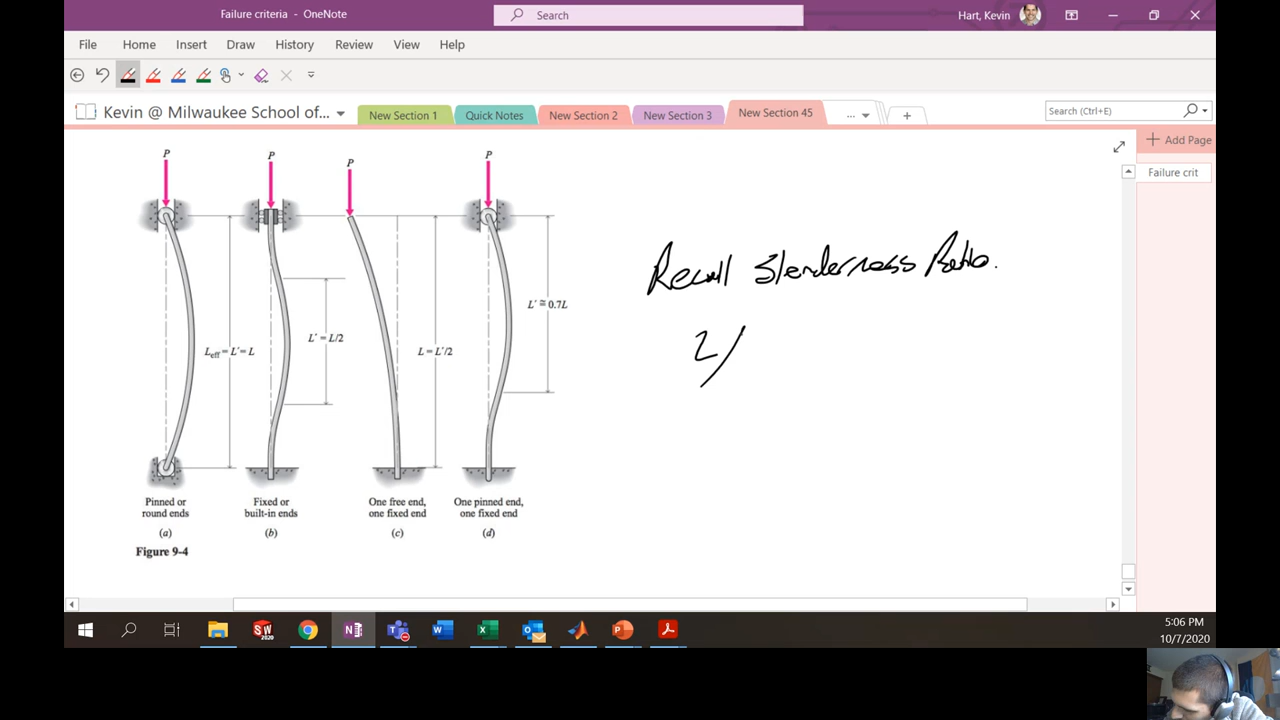 Failure criteria - OneNote
Search
Hart, Kevin
File Home Insert Draw History Review View Help
Kevin @ Milwaukee School of...
New Section 1
Quick Notes
New Section 2
New Section 3
New Section 45
...
+
Search (Ctrl+E)
Add Page
Failure crit
P P P P
Leff = L' = L
L' = L/2
L = L'/2
L' ≅ 0.7L
Pinned or
round ends
(a)
Fixed or
built-in ends
(b)
One free end,
one fixed end
(c)
One pinned end,
one fixed end
(d)
Figure 9-4
Recall Slenderness Ratio.
L/
SW
2020
5:06 PM
10/7/2020